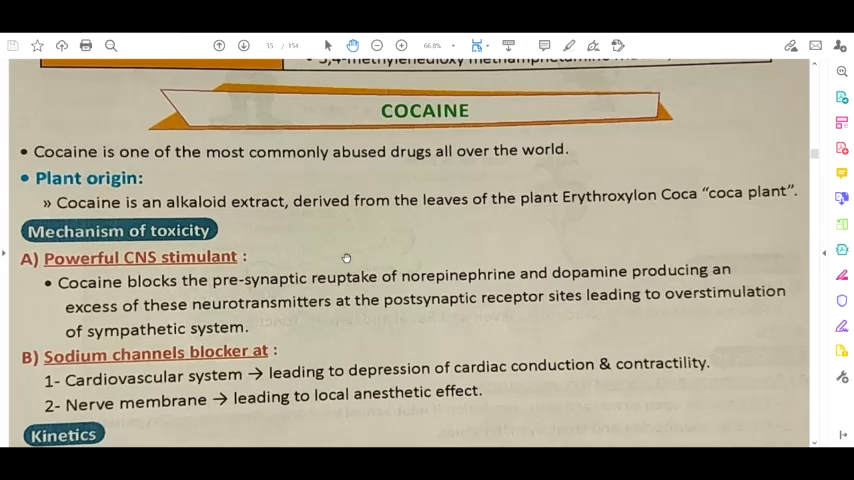 35 / 154
66.8%
COCAINE
• Cocaine is one of the most commonly abused drugs all over the world.
• Plant origin:
» Cocaine is an alkaloid extract, derived from the leaves of the plant Erythroxylon Coca “coca plant”.
Mechanism of toxicity
A) Powerful CNS stimulant :
• Cocaine blocks the pre-synaptic reuptake of norepinephrine and dopamine producing an
excess of these neurotransmitters at the postsynaptic receptor sites leading to overstimulation
of sympathetic system.
B) Sodium channels blocker at :
1- Cardiovascular system → leading to depression of cardiac conduction & contractility.
2- Nerve membrane → leading to local anesthetic effect.
Kinetics